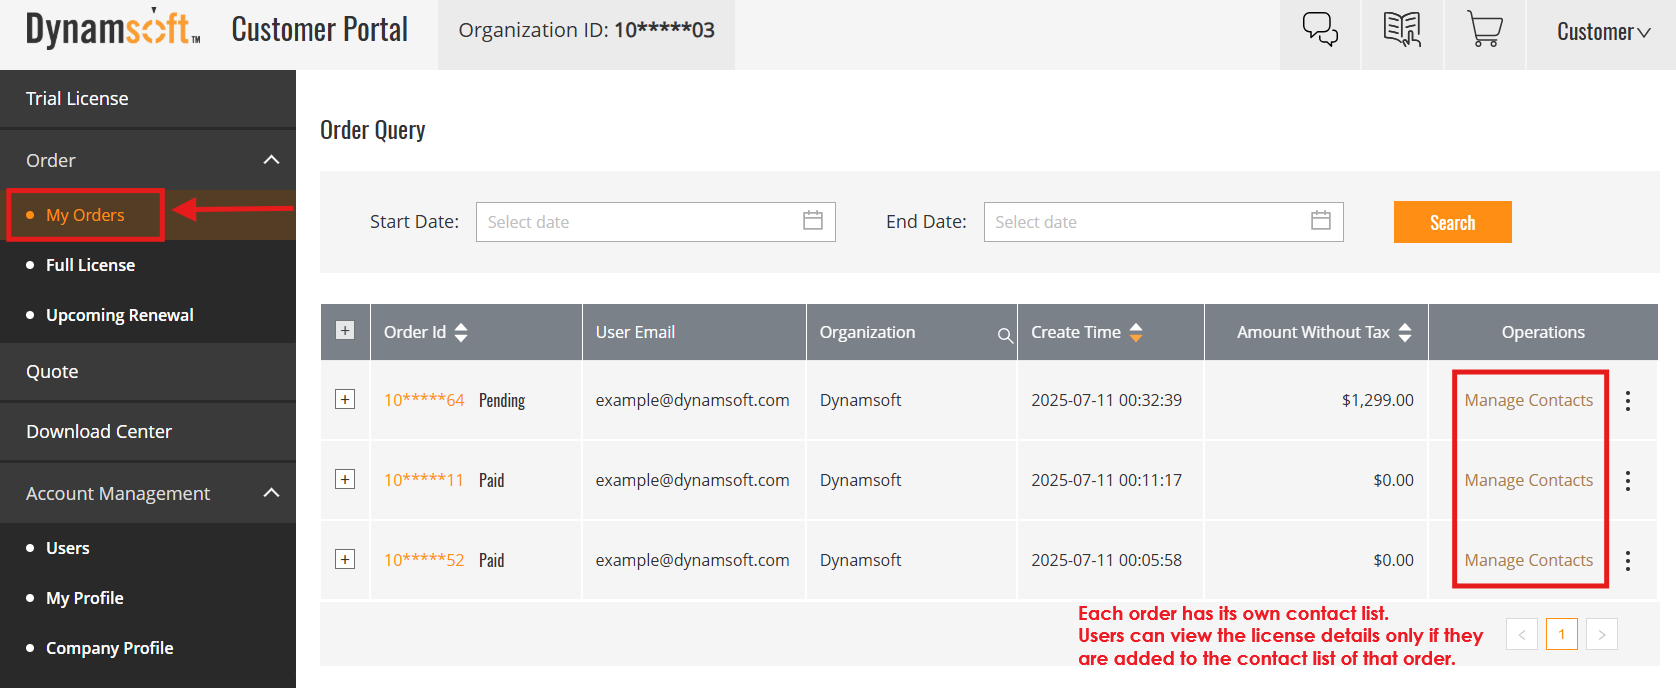 Dynamsoft™ Customer Portal Organization ID: 10*****03 Customer
Trial License
Order
My Orders
Full License
Upcoming Renewal
Quote
Download Center
Account Management
Users
My Profile
Company Profile
Order Query
Start Date: Select date End Date: Select date Search
Order Id User Email Organization Create Time Amount Without Tax Operations
10*****64 Pending example@dynamsoft.com Dynamsoft 2025-07-11 00:32:39 $1,299.00 Manage Contacts
10*****11 Paid example@dynamsoft.com Dynamsoft 2025-07-11 00:11:17 $0.00 Manage Contacts
10*****52 Paid example@dynamsoft.com Dynamsoft 2025-07-11 00:05:58 $0.00 Manage Contacts
Each order has its own contact list.
Users can view the license details only if they
are added to the contact list of that order.
< 1 >